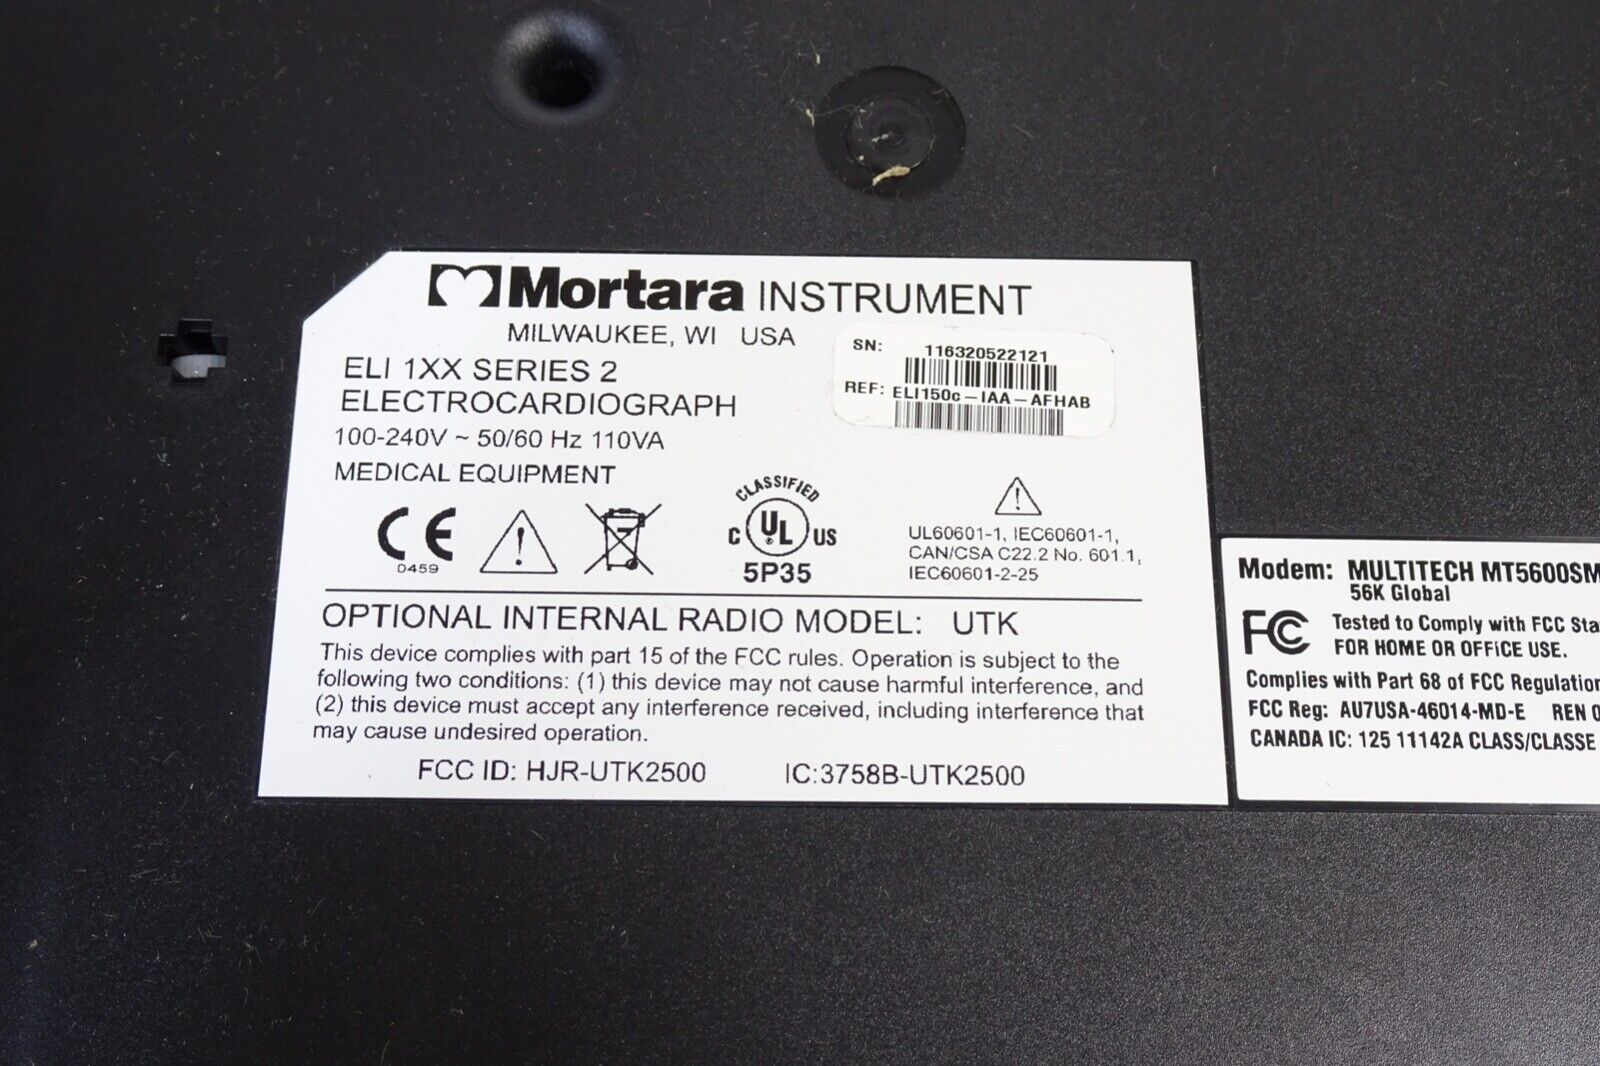 Mortara INSTRUMENT
MILWAUKEE, WI USA
SN: 116320522121
REF: ELI150c-IAA-AFHAB
ELI 1XX SERIES 2
ELECTROCARDIOGRAPH
100-240V ~ 50/60 Hz 110VA
MEDICAL EQUIPMENT
CE
0459
CLASSIFIED
C UL US
®
5P35
UL60601-1, IEC60601-1,
CAN/CSA C22.2 No. 601.1,
IEC60601-2-25
OPTIONAL INTERNAL RADIO MODEL: UTK
This device complies with part 15 of the FCC rules. Operation is subject to the
following two conditions: (1) this device may not cause harmful interference, and
(2) this device must accept any interference received, including interference that
may cause undesired operation.
FCC ID: HJR-UTK2500 IC:3758B-UTK2500
Modem: MULTITECH MT5600SM
56K Global
FC Tested to Comply with FCC Sta
FOR HOME OR OFFICE USE.
Complies with Part 68 of FCC Regulation
FCC Reg: AU7USA-46014-MD-E REN 0
CANADA IC: 125 11142A CLASS/CLASSE